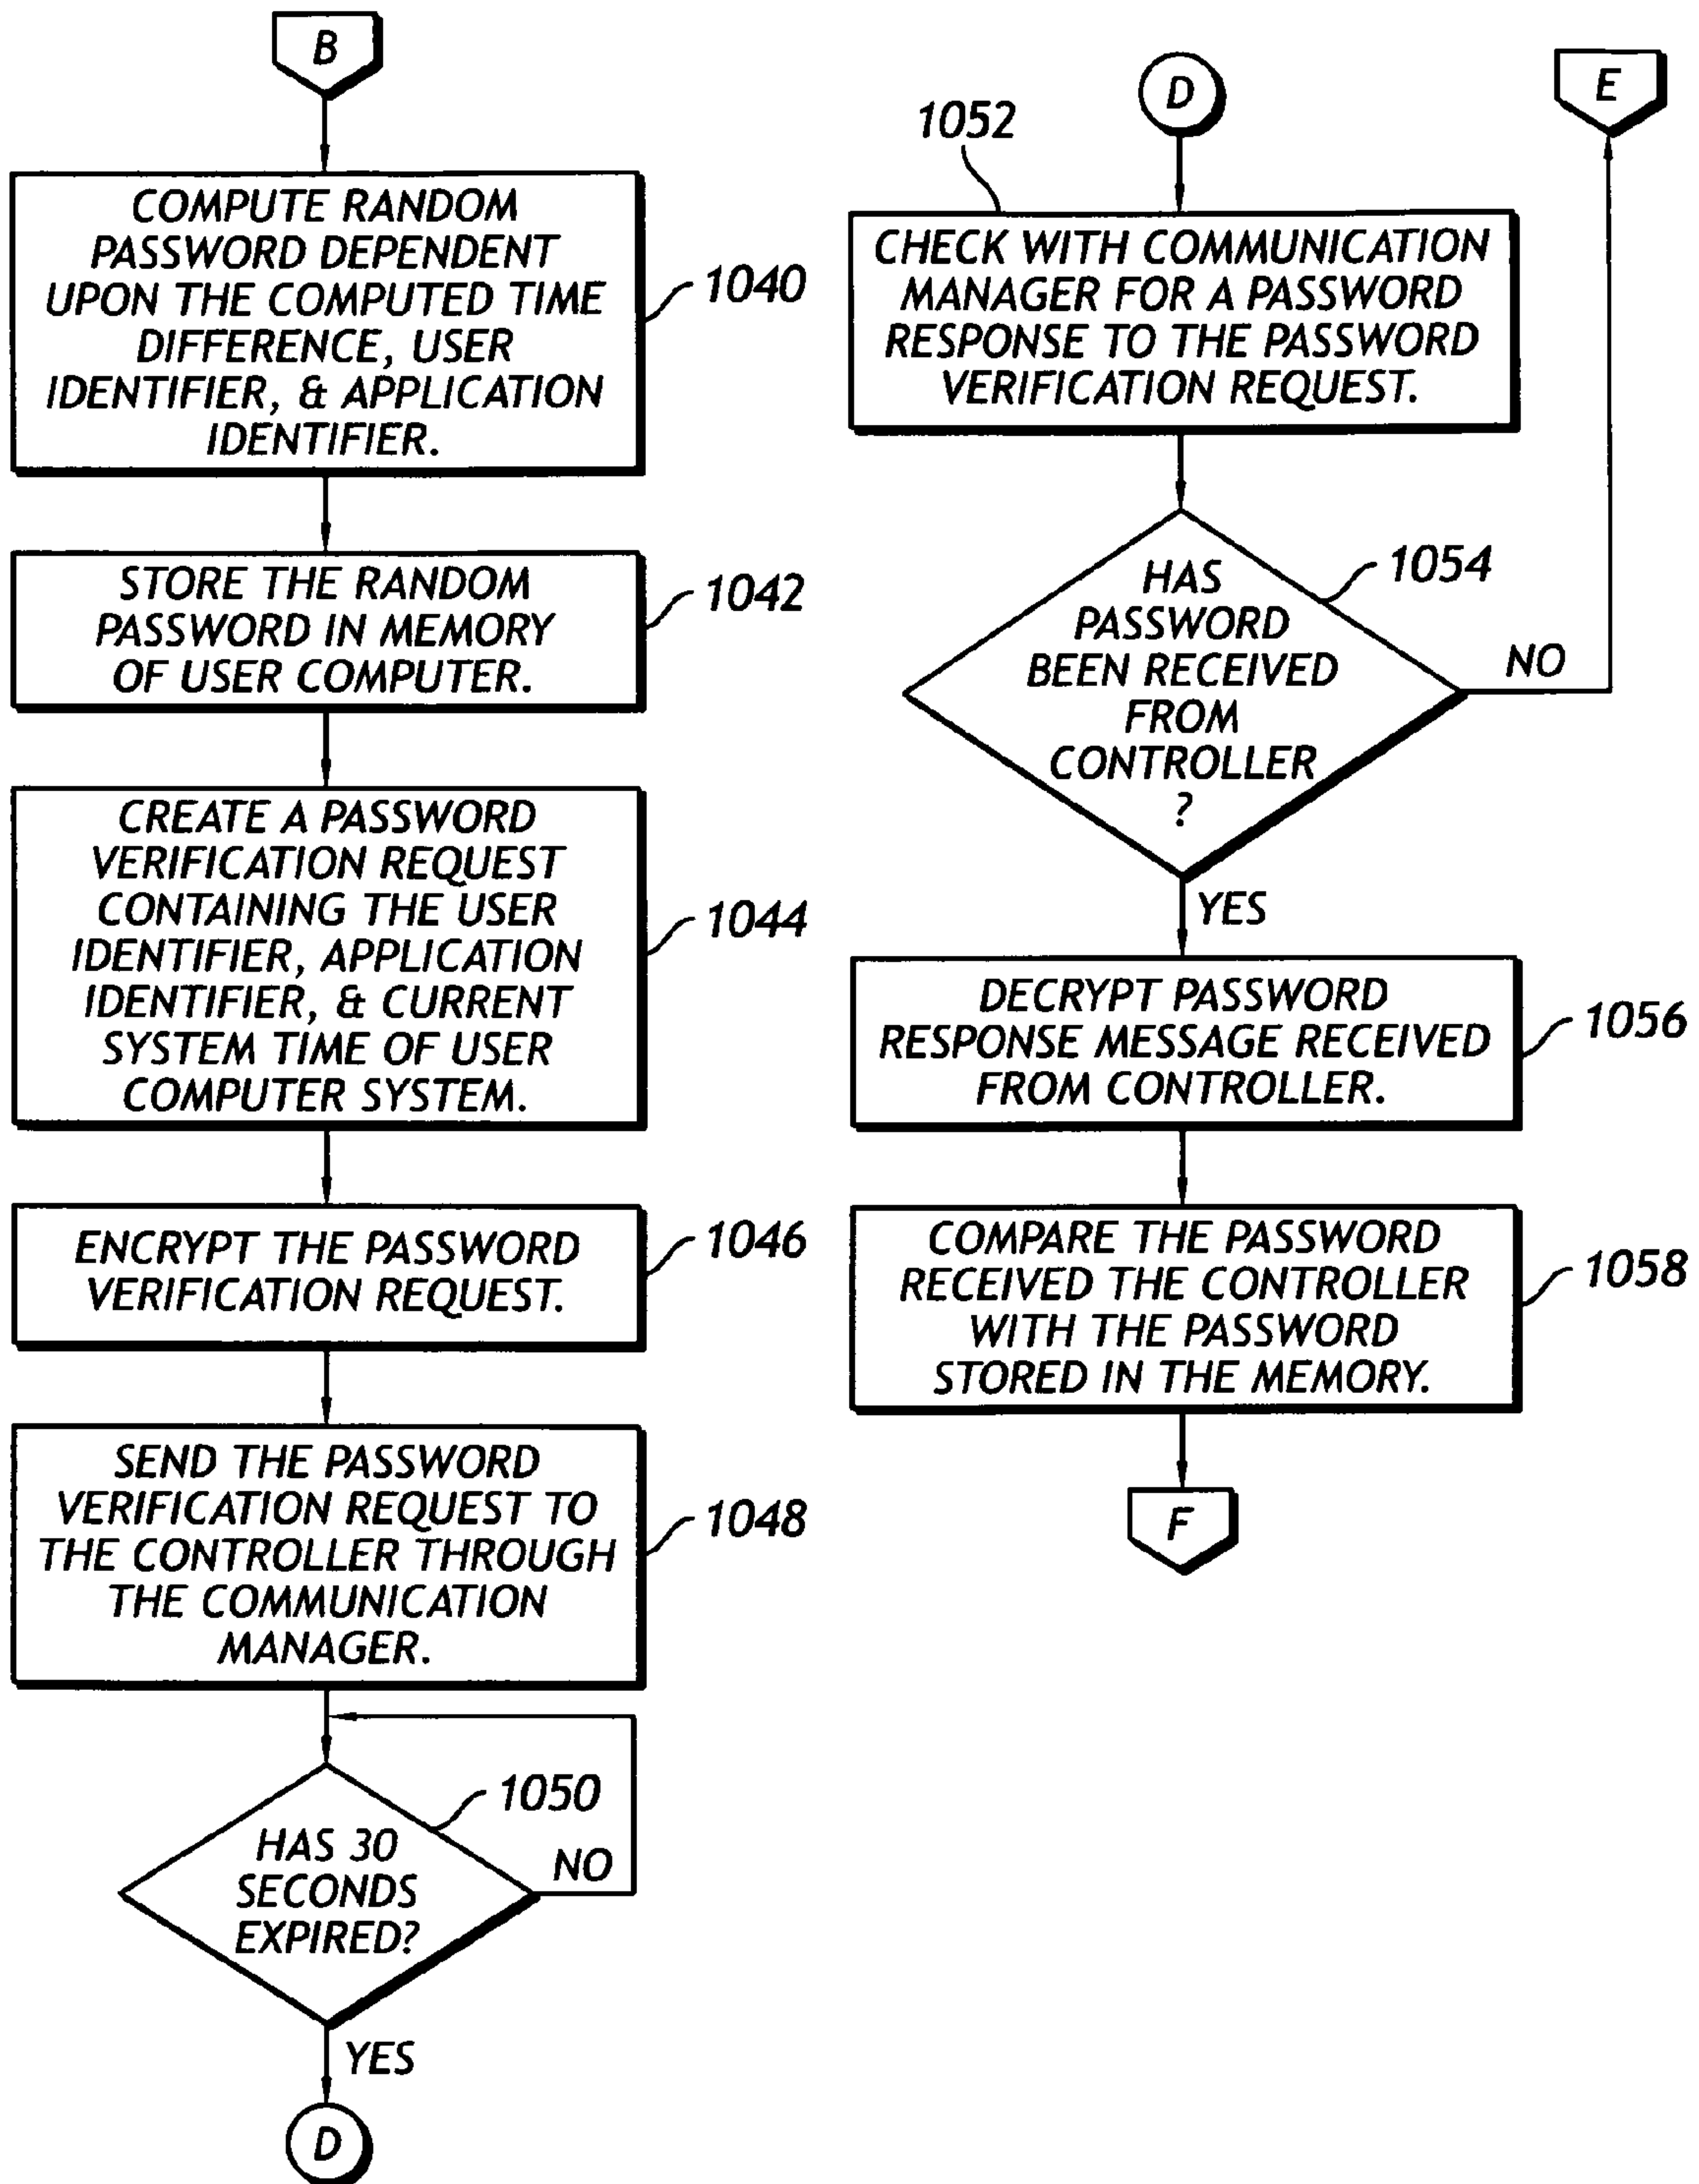 B
COMPUTE RANDOM
PASSWORD DEPENDENT
UPON THE COMPUTED TIME
DIFFERENCE, USER
IDENTIFIER, & APPLICATION
IDENTIFIER.
1040
STORE THE RANDOM
PASSWORD IN MEMORY
OF USER COMPUTER.
1042
CREATE A PASSWORD
VERIFICATION REQUEST
CONTAINING THE USER
IDENTIFIER, APPLICATION
IDENTIFIER, & CURRENT
SYSTEM TIME OF USER
COMPUTER SYSTEM.
1044
ENCRYPT THE PASSWORD
VERIFICATION REQUEST.
1046
SEND THE PASSWORD
VERIFICATION REQUEST TO
THE CONTROLLER THROUGH
THE COMMUNICATION
MANAGER.
1048
1050
HAS 30
SECONDS
EXPIRED?
NO
YES
D
D
E
1052
CHECK WITH COMMUNICATION
MANAGER FOR A PASSWORD
RESPONSE TO THE PASSWORD
VERIFICATION REQUEST.
1054
HAS
PASSWORD
BEEN RECEIVED
FROM
CONTROLLER
?
NO
YES
DECRYPT PASSWORD
RESPONSE MESSAGE RECEIVED
FROM CONTROLLER.
1056
COMPARE THE PASSWORD
RECEIVED THE CONTROLLER
WITH THE PASSWORD
STORED IN THE MEMORY.
1058
F